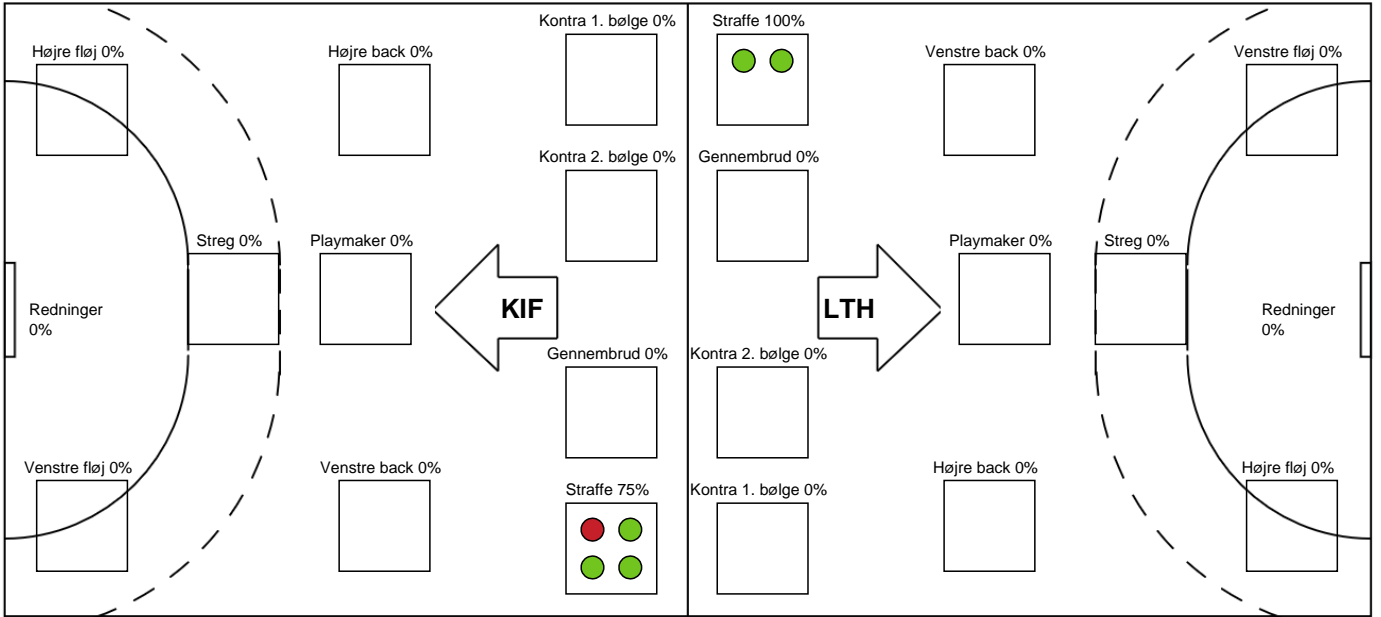 Kontra 1. bølge 0%
Straffe 100%
Højre fløj 0%
Højre back 0%
Venstre back 0%
Venstre fløj 0%
Kontra 2. bølge 0%
Gennembrud 0%
Streg 0%
Playmaker 0%
Playmaker 0%
Streg 0%
Redninger
0%
KIF
LTH
Redninger
0%
Gennembrud 0%
Kontra 2. bølge 0%
Venstre fløj 0%
Venstre back 0%
Højre back 0%
Højre fløj 0%
Straffe 75%
Kontra 1. bølge 0%